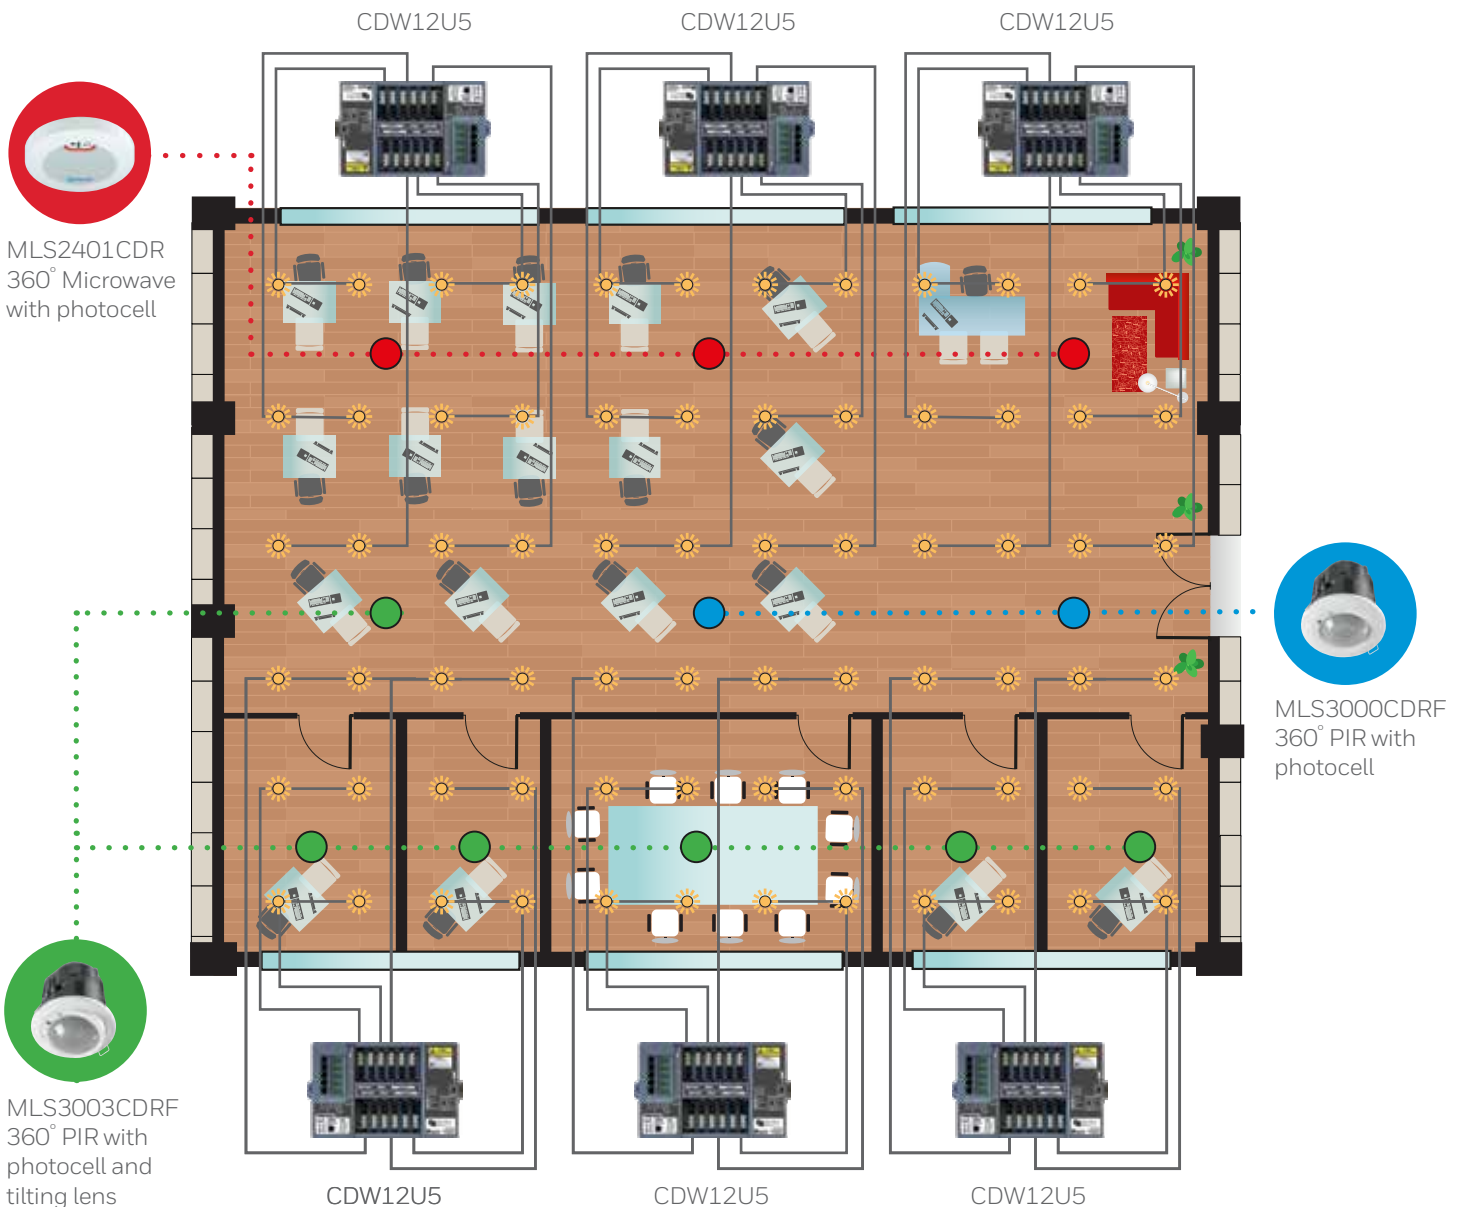 CDW12U5
CDW12U5
CDW12U5
MLS2401CDR
360° Microwave
with photocell
MLS3000CDRF
360° PIR with
photocell
MLS3003CDRF
360° PIR with
photocell and
tilting lens
CDW12U5
CDW12U5
CDW12U5